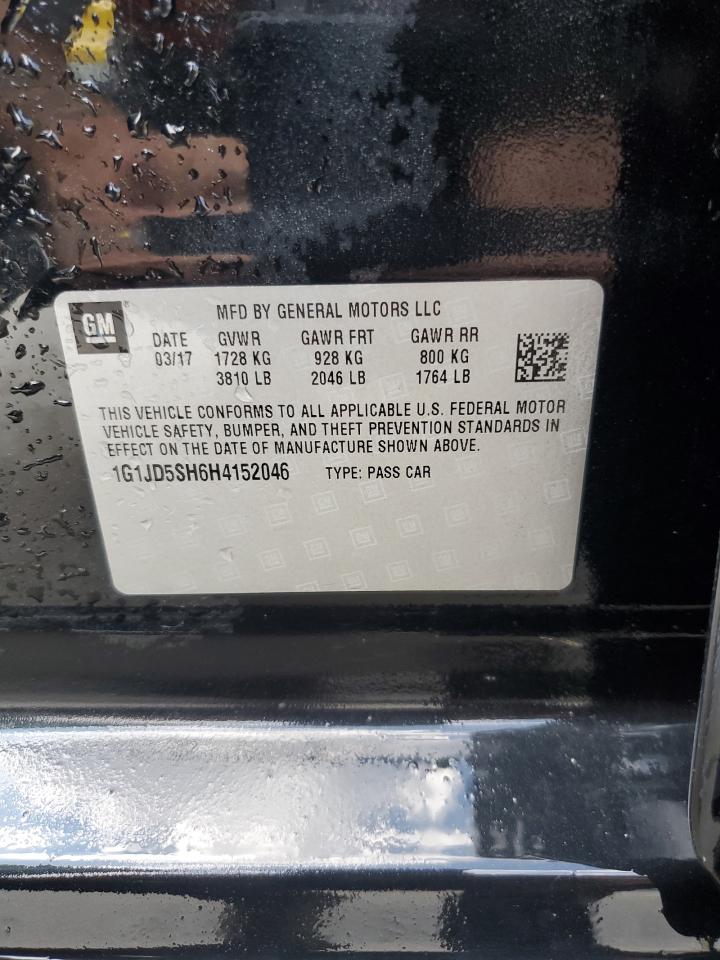 GM
MFD BY GENERAL MOTORS LLC
DATE GVWR GAWR FRT GAWR RR
03/17 1728 KG 928 KG 800 KG
3810 LB 2046 LB 1764 LB
THIS VEHICLE CONFORMS TO ALL APPLICABLE U.S. FEDERAL MOTOR
VEHICLE SAFETY, BUMPER, AND THEFT PREVENTION STANDARDS IN
EFFECT ON THE DATE OF MANUFACTURE SHOWN ABOVE.
1G1JD5SH6H4152046 TYPE: PASS CAR